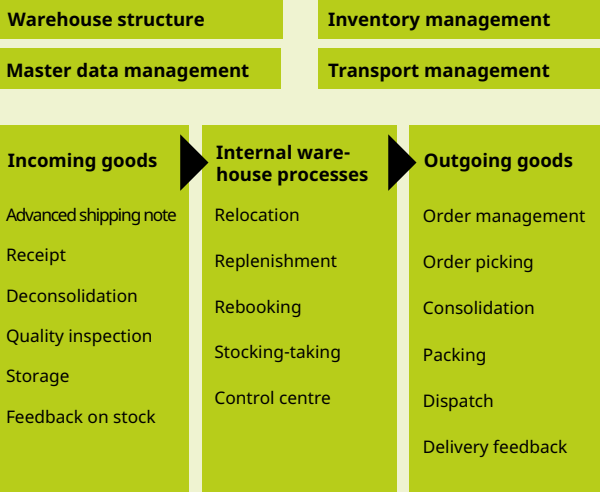 Warehouse structure
Inventory management
Master data management
Transport management
Incoming goods
Advanced shipping note
Receipt
Deconsolidation
Quality inspection
Storage
Feedback on stock
Internal ware-
house processes
Relocation
Replenishment
Rebooking
Stocking-taking
Control centre
Outgoing goods
Order management
Order picking
Consolidation
Packing
Dispatch
Delivery feedback